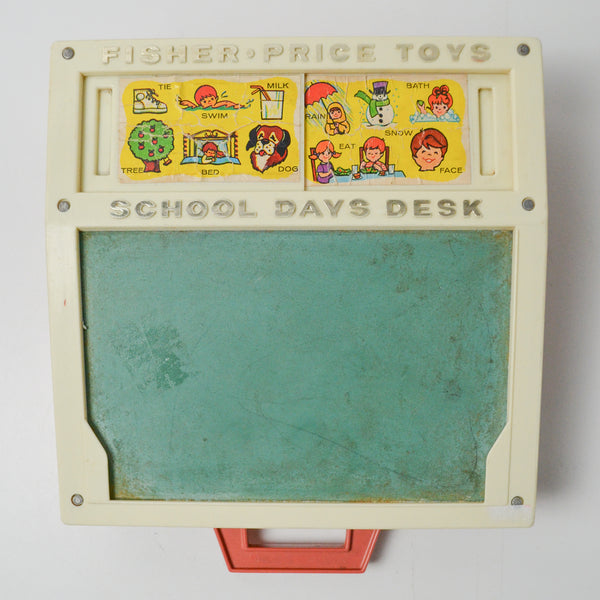 FISHER·PRICE TOYS
TIE MILK BATH
SWIM RAIN
SNOW
EAT
TREE BED DOG FACE
SCHOOL DAYS DESK